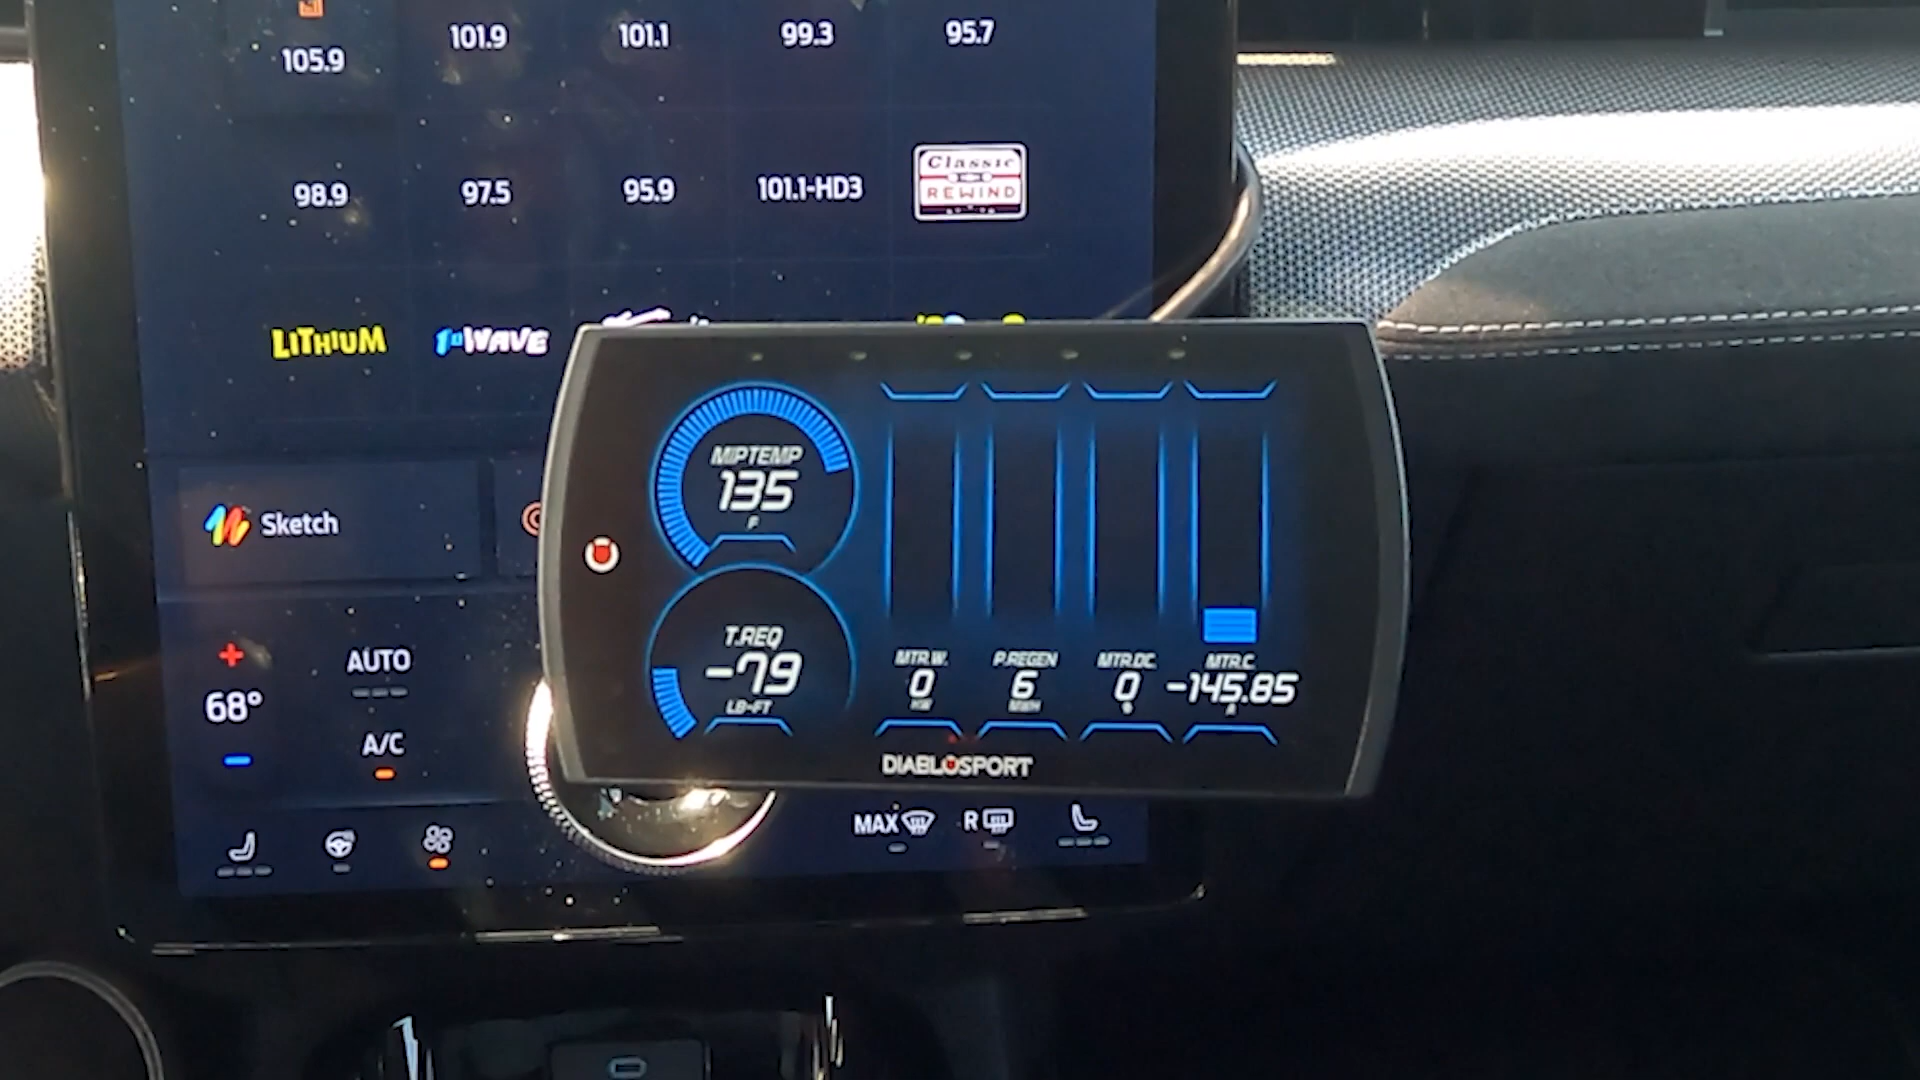 105.9
101.9
101.1
99.3
95.7
98.9
97.5
95.9
101.1-HD3
Classic
REWIND
LiTHiUM
1st WAVE
Sketch
AUTO
68°
A/C
MAX
R
MIPTEMP
135
F
T.REQ
-79
LB-FT
MTR.W.
0
KW
P.REGEN
6
MWH
MTR.DC.
0
MTR.C
-145.85
A
DIABLOSPORT